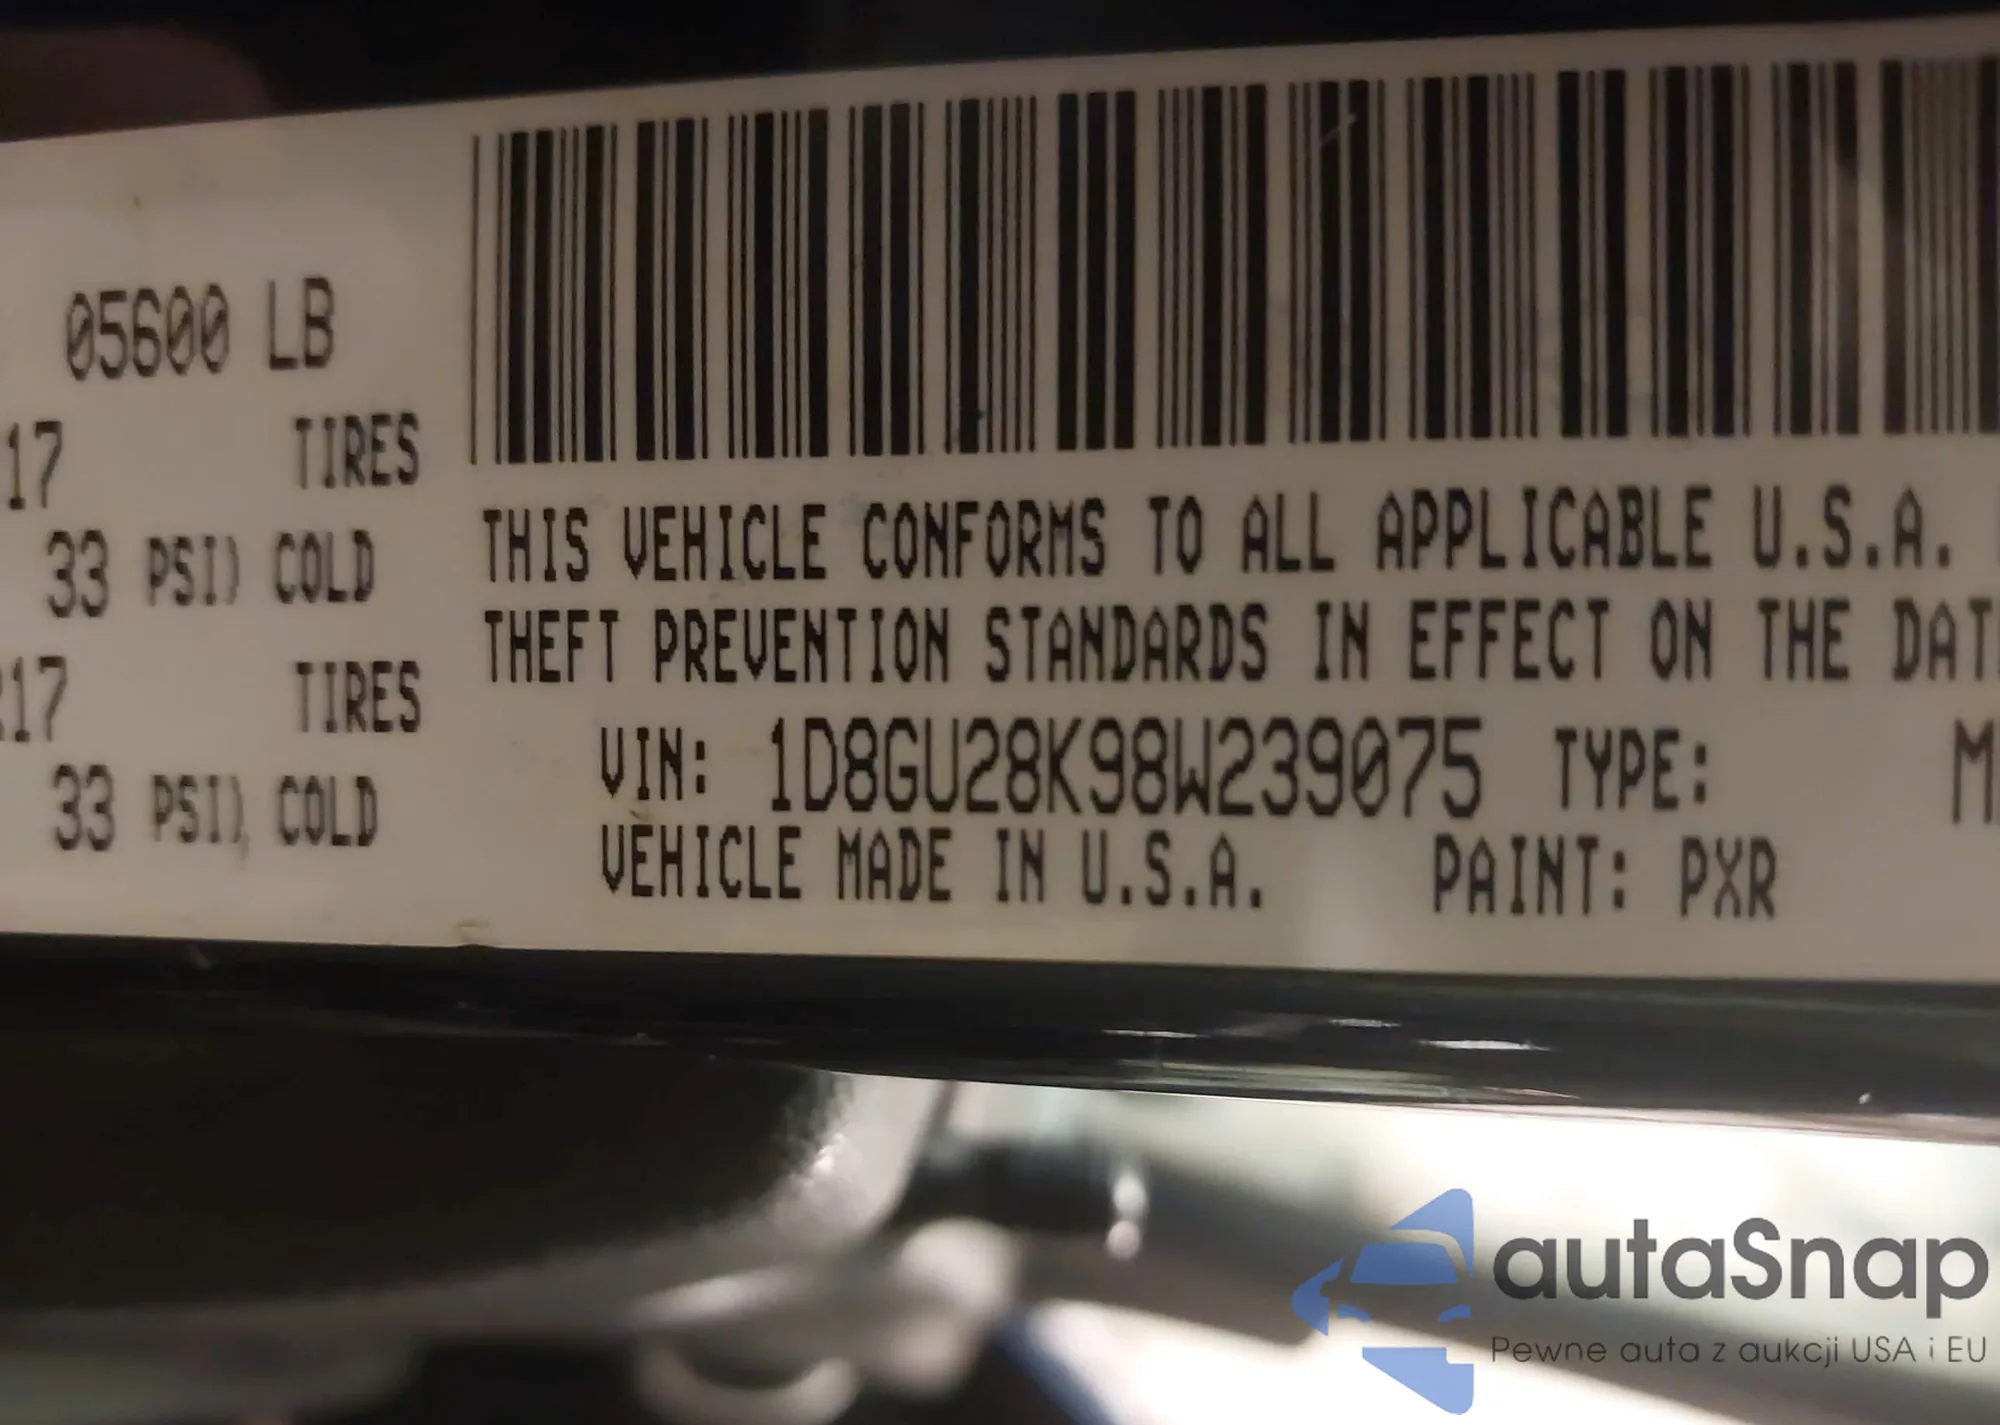 05600 LB
17 TIRES
33 PSI) COLD
17 TIRES
33 PSI) COLD
THIS VEHICLE CONFORMS TO ALL APPLICABLE U.S.A.
THEFT PREVENTION STANDARDS IN EFFECT ON THE DAT
VIN: 1D8GU28K98W239075 TYPE: M
VEHICLE MADE IN U.S.A. PAINT: PXR
autaSnap
Pewne auta z aukcji USA i EU